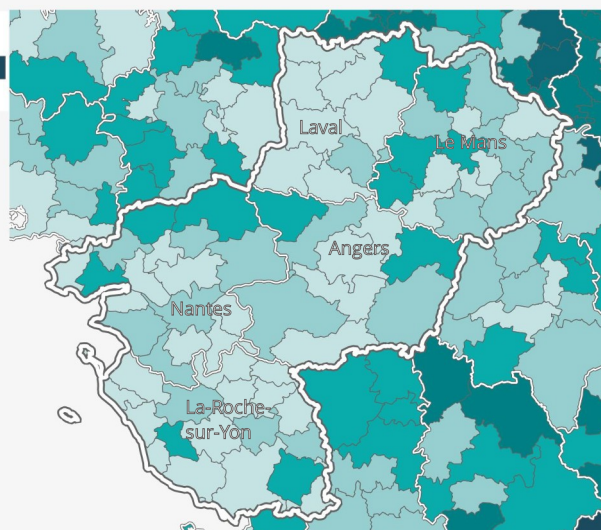 Laval
Le Mans
Angers
Nantes
La-Roche-
sur-Yon